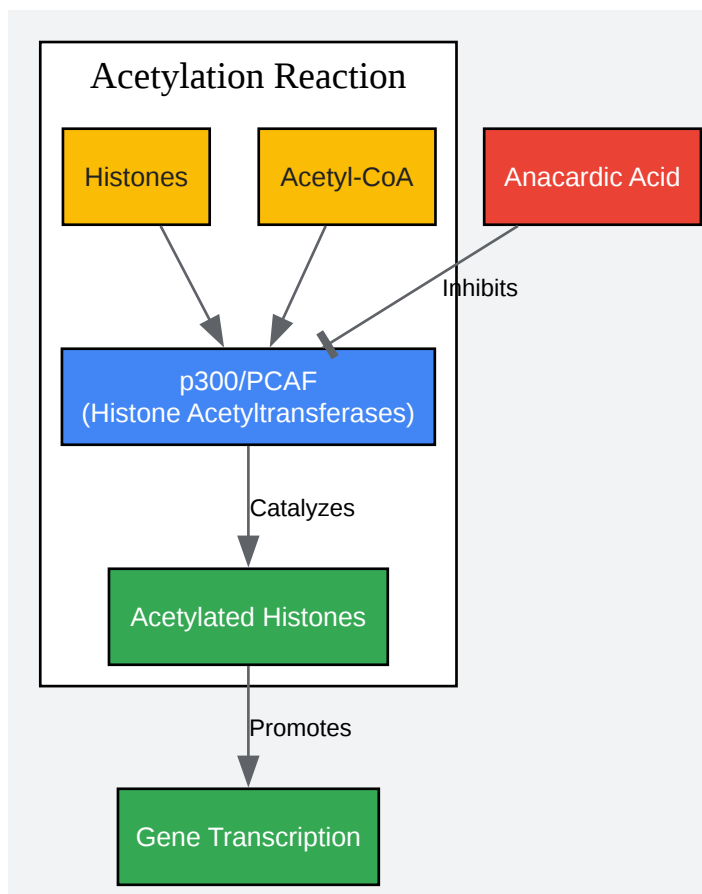 Acetylation Reaction
Histones
Acetyl-CoA
Anacardic Acid
Inhibits
p300/PCAF
(Histone Acetyltransferases)
Catalyzes
Acetylated Histones
Promotes
Gene Transcription